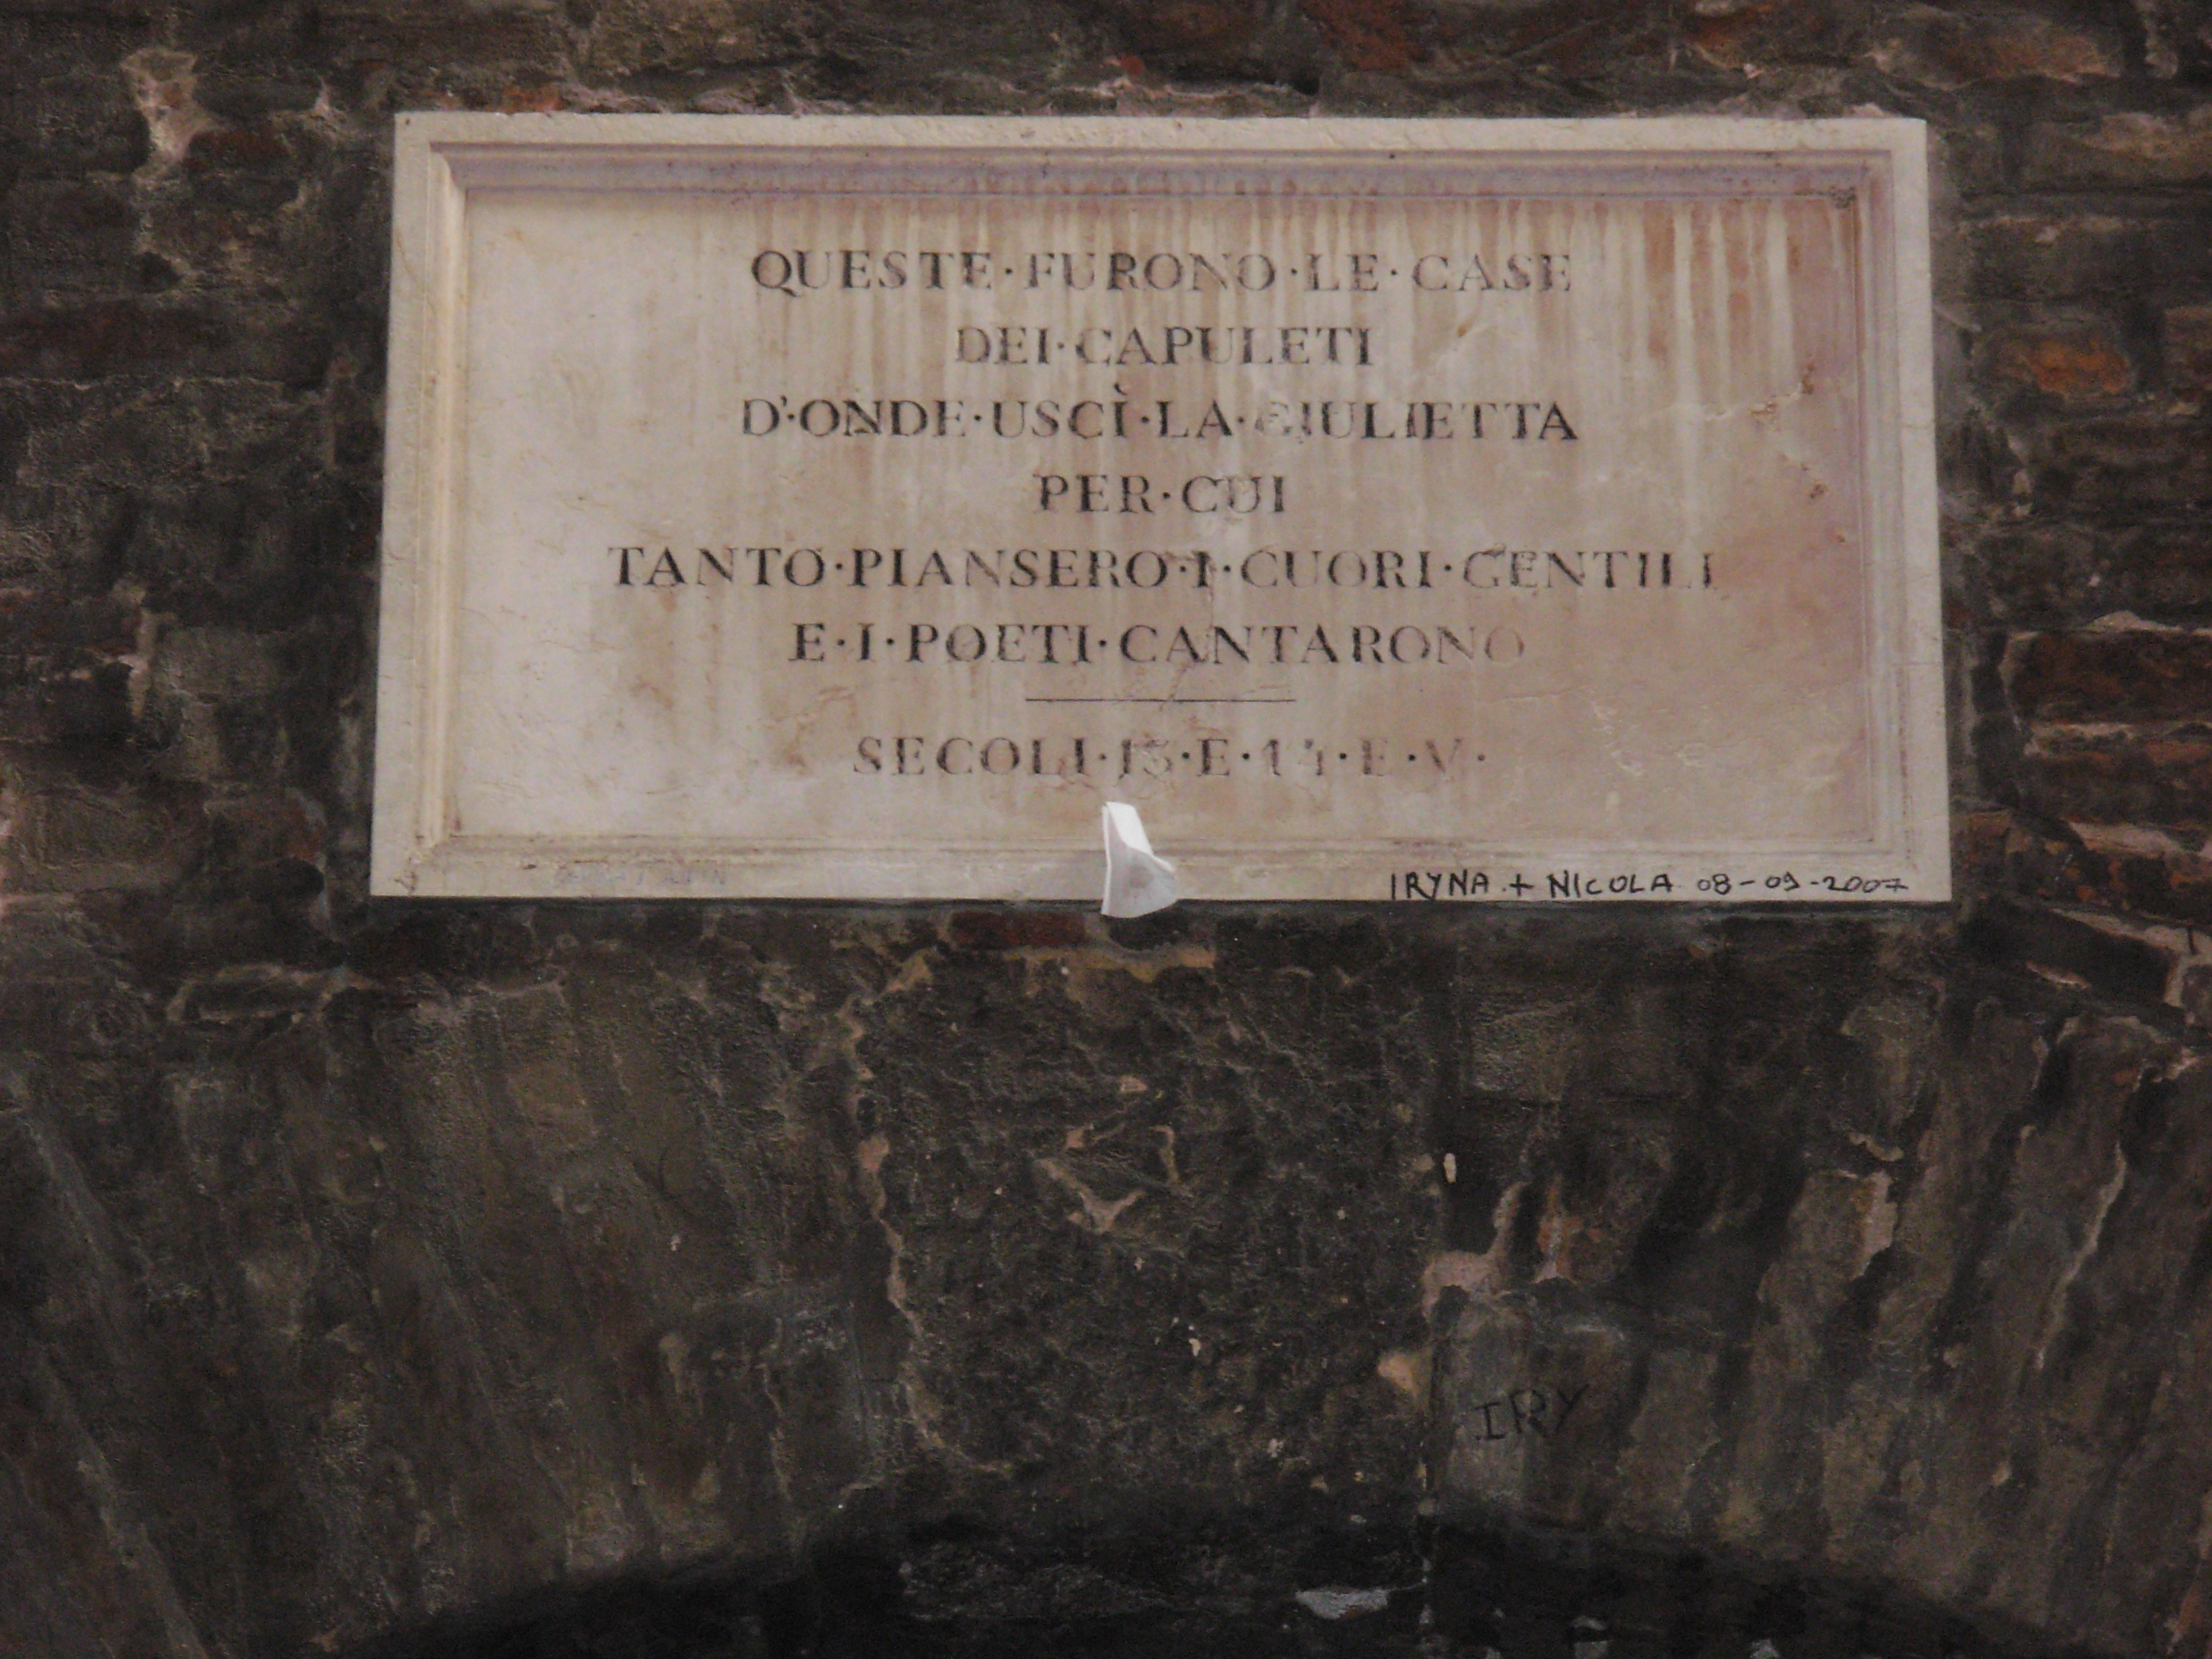 QUESTE·FURONO·LE·CASE
DEI·CAPULETI
D'·ONDE·USCÌ·LA·GIULIETTA
PER·CUI
TANTO·PIANSERO·I·CUORI·GENTILI
E·I·POETI·CANTARONO
SECOLI·13·E·14·E·V·
IRYNA + NICOLA 08-09-2007
IRY